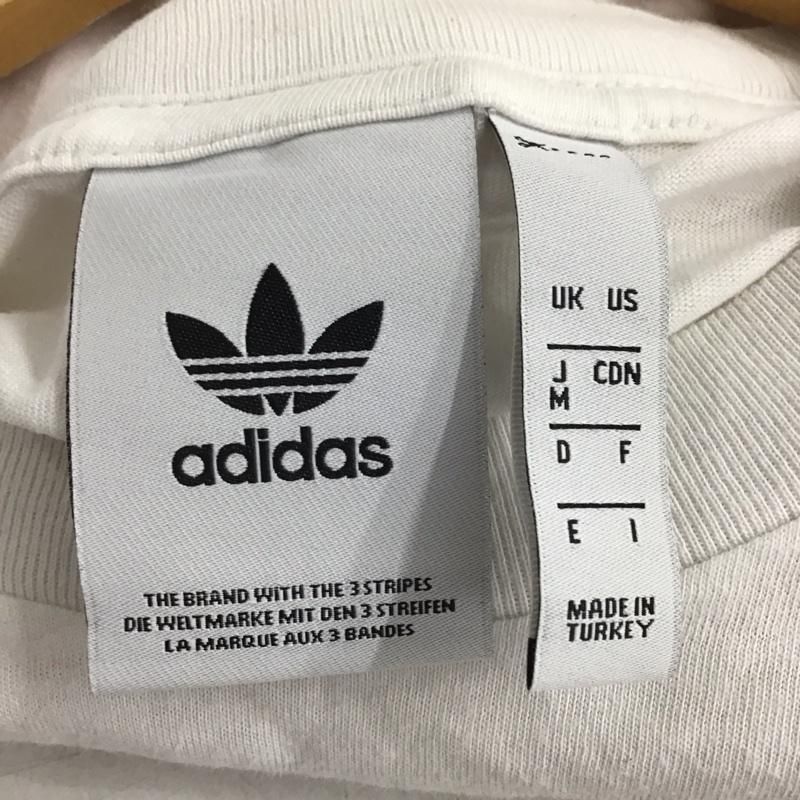 adidas
THE BRAND WITH THE 3 STRIPES
DIE WELTMARKE MIT DEN 3 STREIFEN
LA MARQUE AUX 3 BANDES
UK US
J CDN
M
D F
E I
MADE IN
TURKEY